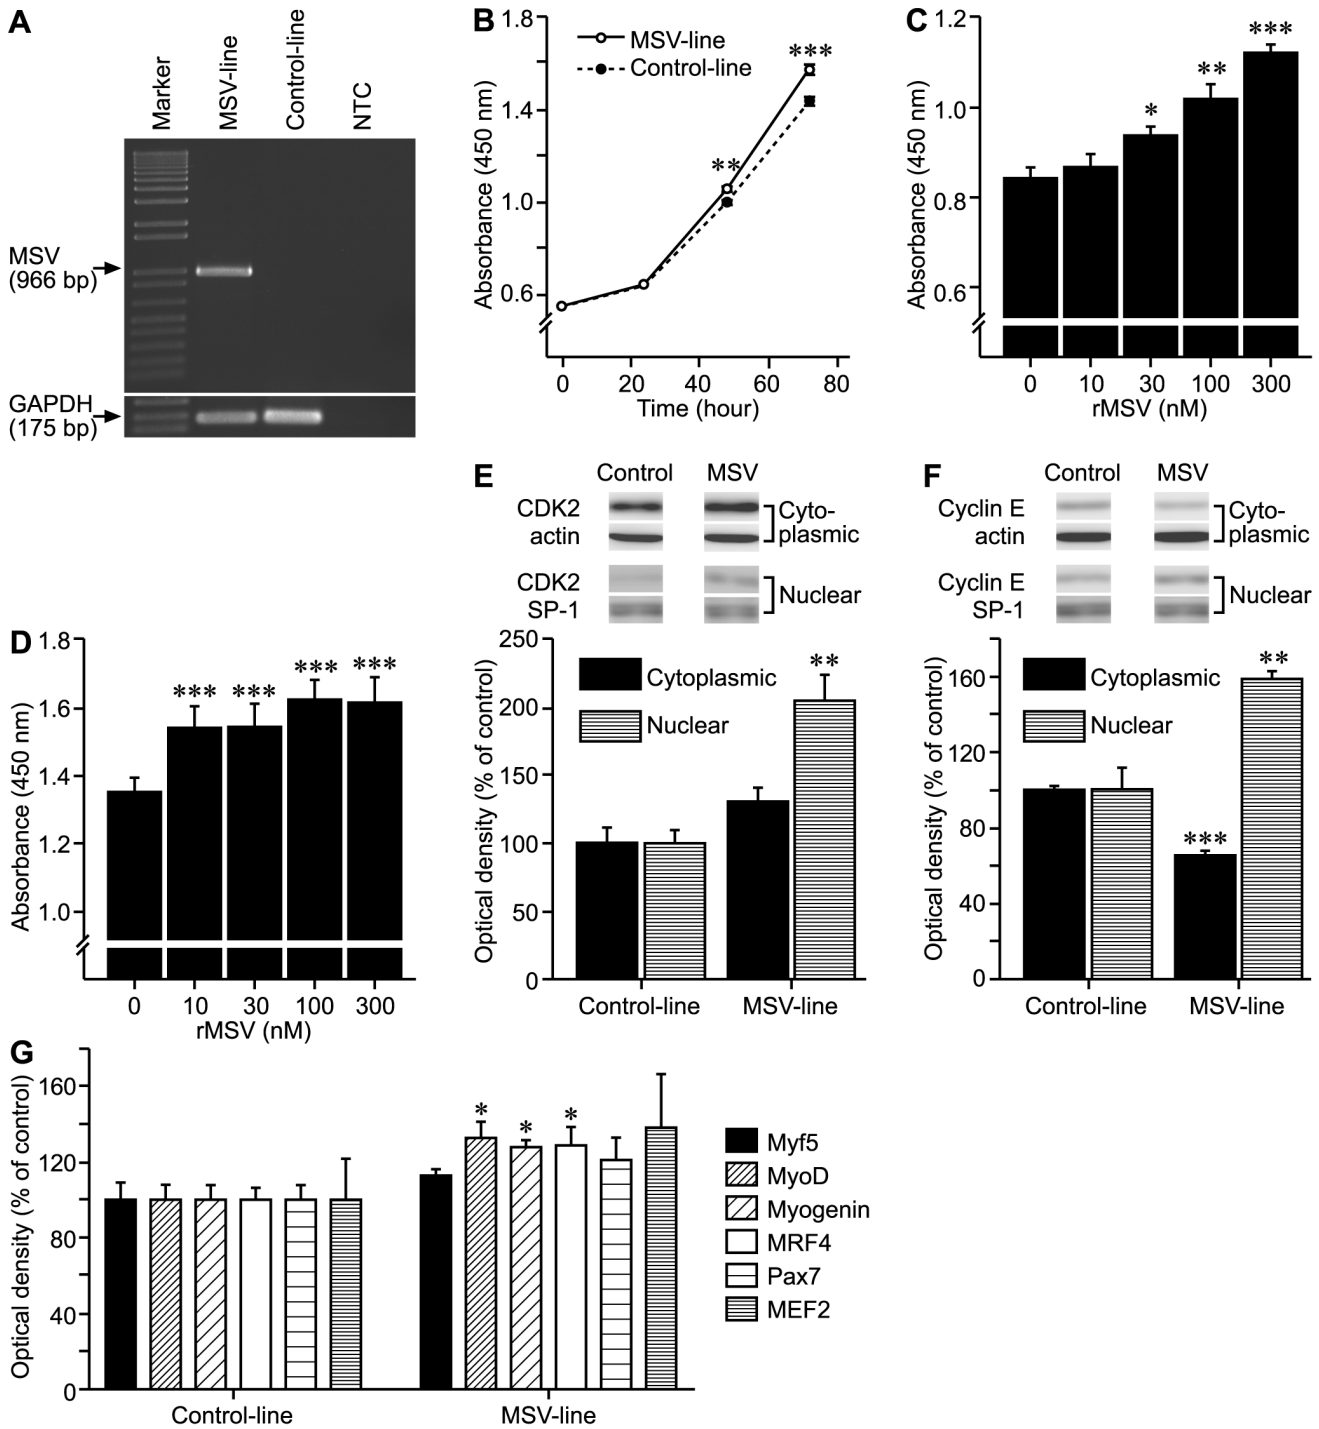 A
Marker
MSV-line
Control-line
NTC
MSV
(966 bp)
GAPDH
(175 bp)
B
MSV-line
Control-line
Absorbance (450 nm)
1.8
1.4
1.0
0.6
**
***
0
20
40
60
80
Time (hour)
C
Absorbance (450 nm)
1.2
1.0
0.8
0.6
*
**
***
0
10
30
100
300
rMSV (nM)
D
Absorbance (450 nm)
1.8
1.6
1.4
1.2
1.0
***
***
***
***
0
10
30
100
300
rMSV (nM)
E
Control
MSV
CDK2
actin
Cyto-
plasmic
CDK2
SP-1
Nuclear
Optical density (% of control)
250
200
150
100
50
0
Cytoplasmic
Nuclear
**
Control-line
MSV-line
F
Control
MSV
Cyclin E
actin
Cyto-
plasmic
Cyclin E
SP-1
Nuclear
Optical density (% of control)
160
120
80
40
0
Cytoplasmic
Nuclear
***
**
Control-line
MSV-line
G
Optical density (% of control)
160
120
80
40
0
*
*
*
Control-line
MSV-line
Myf5
MyoD
Myogenin
MRF4
Pax7
MEF2